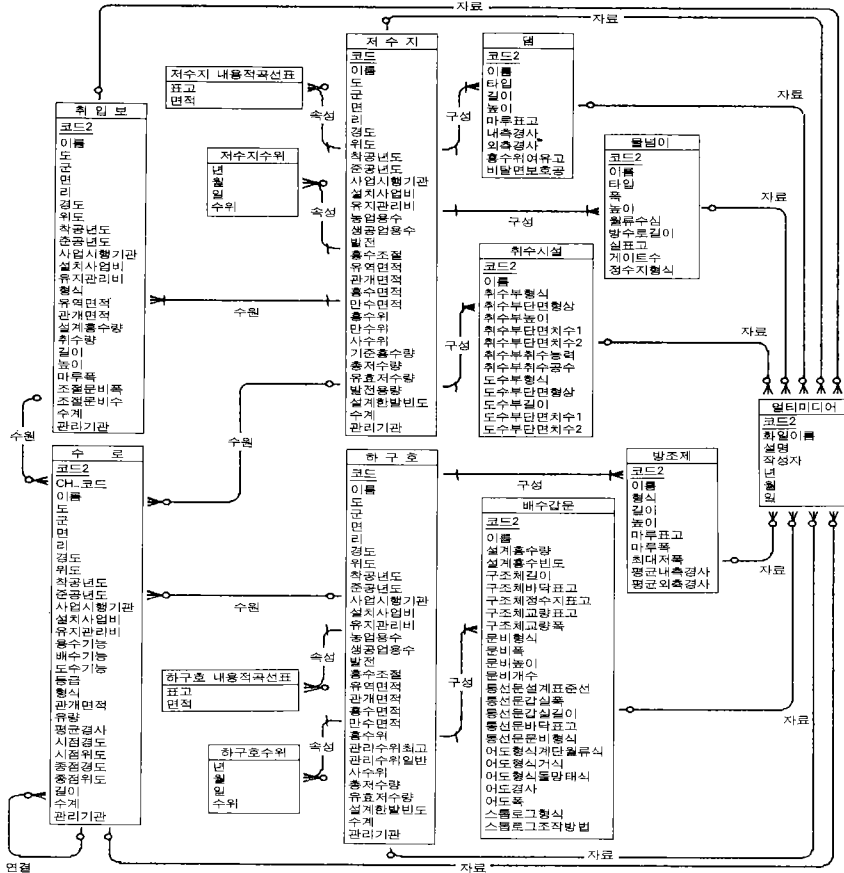 자료
자료
저 수 지
코드
이름
도
군
면
리
경도
위도
착공년도
준공년도
사업시행기관
설치사업비
유지관리비
농업용수
생공업용수
발전
홍수조절
유역면적
관개면적
홍수면적
만수면적
홍수위
만수위
사수위
기준홍수량
총저수량
유효저수량
발전용량
설계한발빈도
수계
관리기관
댐
코드2
이름
타입
길이
높이
마루표고
내측경사
외측경사
홍수위여유고
비탈면보호공
저수지 내용적곡선표
표고
면적
속성
구성
자료
취 입 보
코드2
이름
도
군
면
리
경도
위도
착공년도
준공년도
사업시행기관
설치사업비
유지관리비
형식
유역면적
관개면적
설계홍수량
취수량
길이
높이
마루폭
조절문비폭
조절문비수
수계
관리기관
저수지수위
년
월
일
수위
속성
물넘이
코드2
이름
타입
폭
높이
월류수심
방수로길이
실표고
게이트수
정수지형식
자료
구성
취수시설
코드2
이름
취수부형식
취수부단면형상
취수부높이
취수부단면치수1
취수부단면치수2
취수부취수능력
취수부취수공수
도수부형식
도수부단면형상
도수부길이
도수부단면치수1
도수부단면치수2
수원
구성
자료
멀티미디어
코드2
화일이름
설명
작성자
년
월
일
수원
수원
수 로
코드2
CH_코드
이름
도
군
면
리
경도
위도
착공년도
준공년도
사업시행기관
설치사업비
유지관리비
용수기능
배수기능
도수기능
등급
형식
관개면적
유량
평균경사
시점경도
시점위도
종점경도
종점위도
길이
수계
관리기관
하 구 호
코드
이름
도
군
면
리
경도
위도
착공년도
준공년도
사업시행기관
설치사업비
유지관리비
농업용수
생공업용수
발전
홍수조절
유역면적
관개면적
홍수면적
만수면적
홍수위
관리수위최고
관리수위일반
사수위
총저수량
유효저수량
설계한발빈도
수계
관리기관
구성
방조제
코드2
이름
형식
길이
높이
마루표고
마루폭
최대저폭
평균내측경사
평균외측경사
자료
배수갑문
코드2
이름
설계홍수량
설계홍수빈도
구조체길이
구조체바닥표고
구조체정수지표고
구조체교량표고
구조체교량폭
문비형식
문비폭
문비높이
문비개수
통선문설계표준선
통선문갑실폭
통선문갑실길이
통선문바닥표고
통선문문비형식
어도형식계단월류식
어도형식거식
어도형식돌망태식
어도경사
어도폭
스톱로그형식
스톱로그조작방법
수원
속성
하구호 내용적곡선표
표고
면적
구성
속성
하구호수위
년
월
일
수위
자료
연결
자료
자료